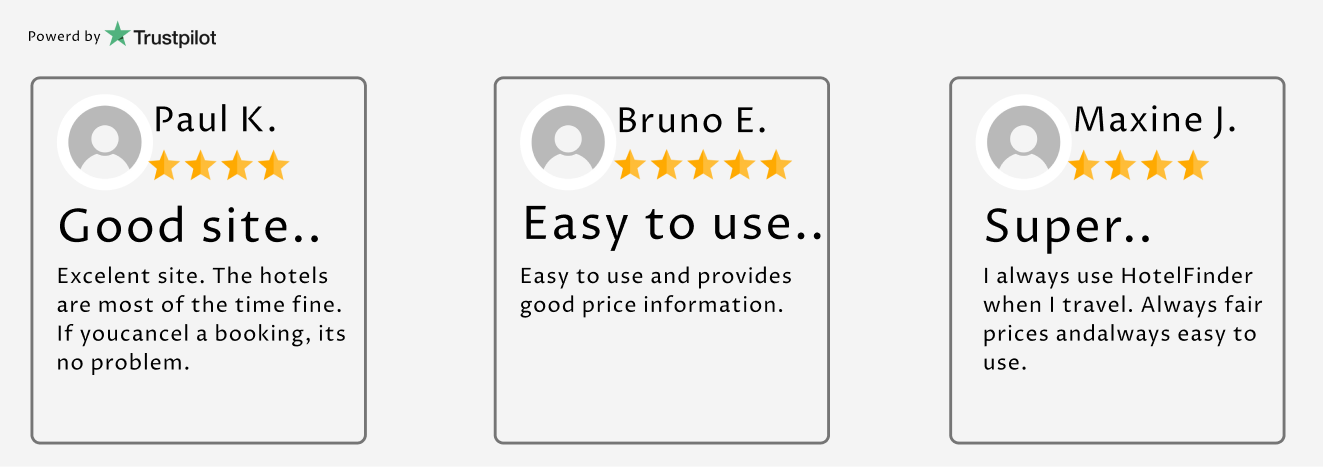 Powerd by Trustpilot
Paul K.
Good site..
Excelent site. The hotels
are most of the time fine.
If youcancel a booking, its
no problem.
Bruno E.
Easy to use..
Easy to use and provides
good price information.
Maxine J.
Super..
I always use HotelFinder
when I travel. Always fair
prices andalways easy to
use.